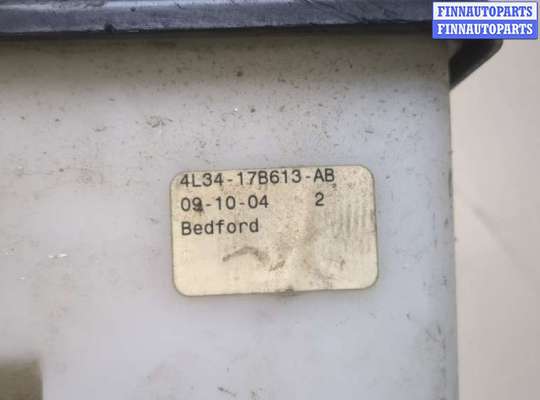 FINNAUTOPARTS
FINNAUTOPARTS
4L34-17B613-AB
09-10-04 2
Bedford